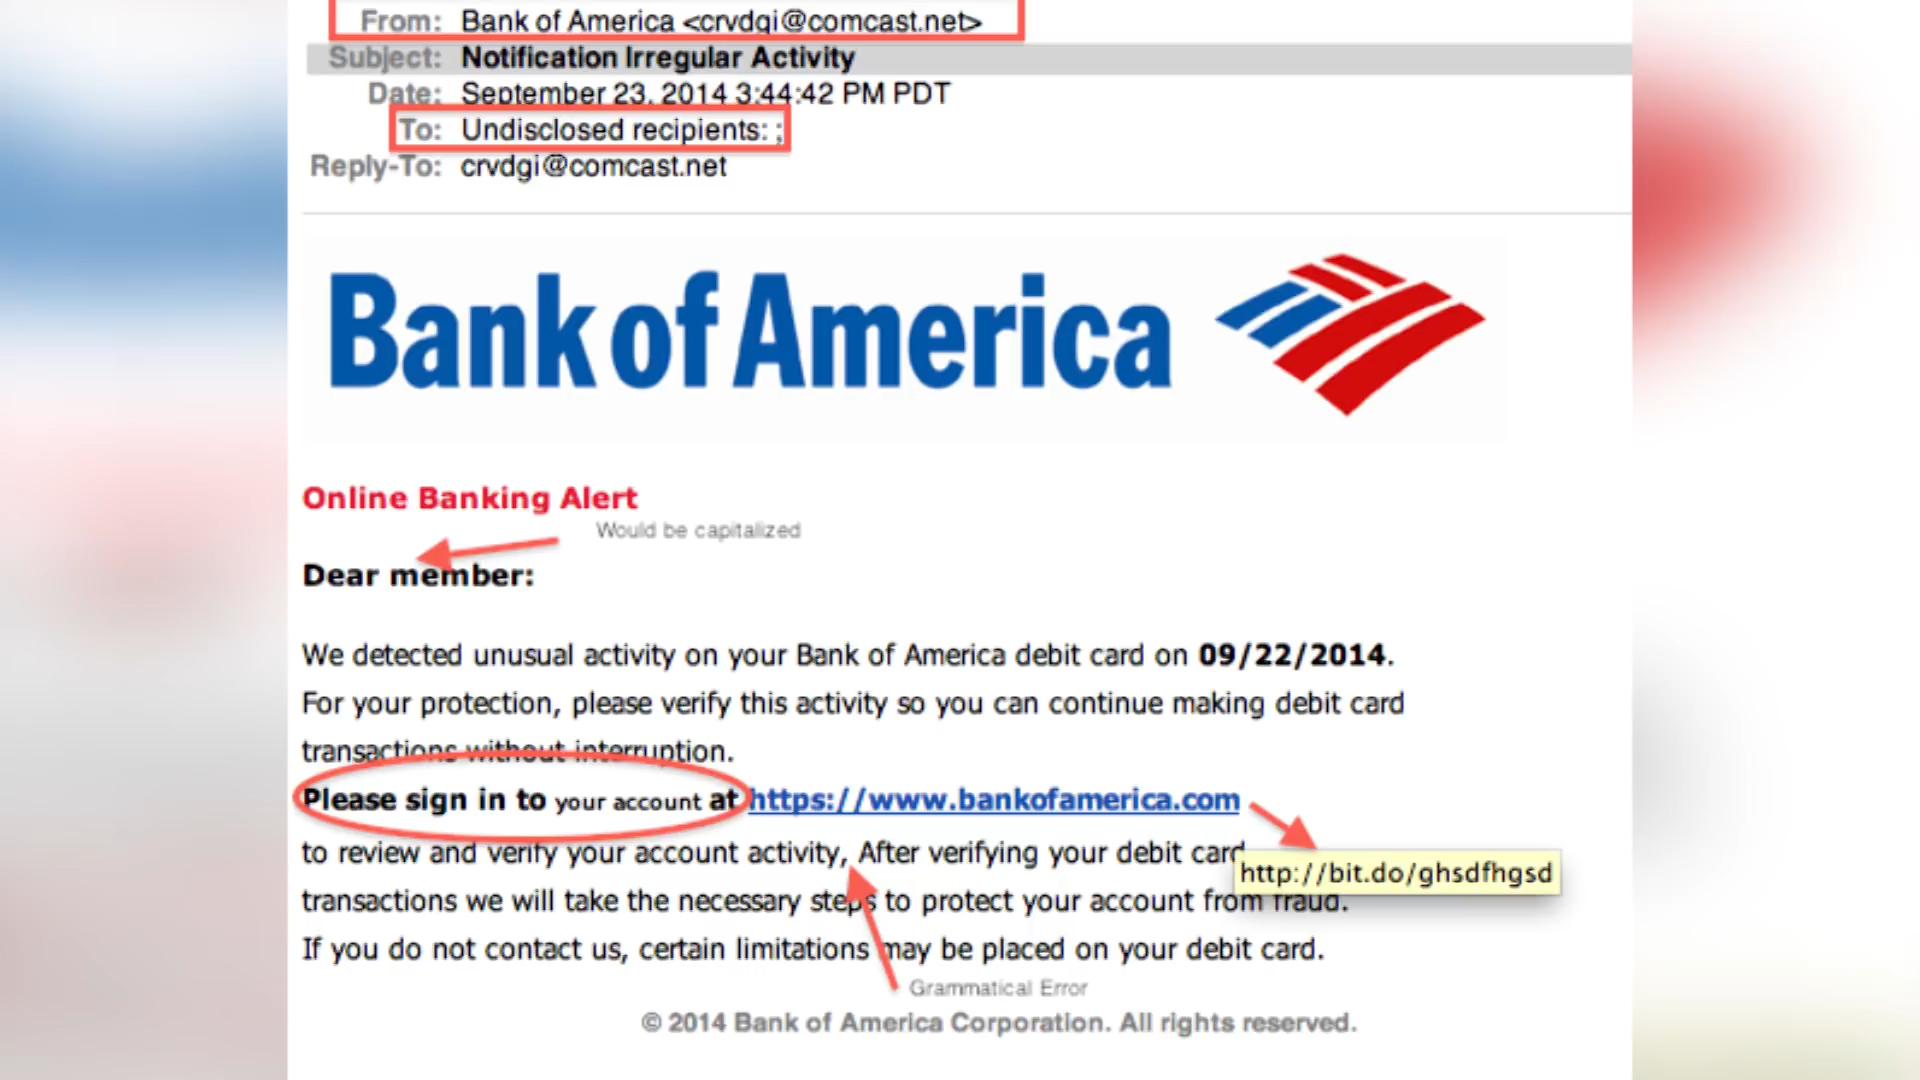 From: Bank of America <crvdgi@comcast.net>
Subject: Notification Irregular Activity
Date: September 23, 2014 3:44:42 PM PDT
To: Undisclosed recipients: ;
Reply-To: crvdgi@comcast.net
Bank of America
Online Banking Alert
Would be capitalized
Dear member:
We detected unusual activity on your Bank of America debit card on 09/22/2014.
For your protection, please verify this activity so you can continue making debit card
transactions without interruption.
Please sign in to your account at https://www.bankofamerica.com
to review and verify your account activity, After verifying your debit card
http://bit.do/ghsdfhgsd
transactions we will take the necessary steps to protect your account from fraud.
If you do not contact us, certain limitations may be placed on your debit card.
Grammatical Error
© 2014 Bank of America Corporation. All rights reserved.